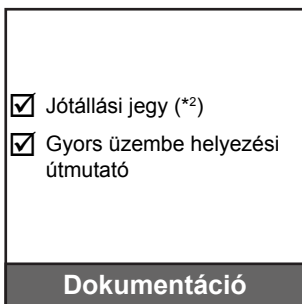 ☑ Jótállási jegy (*²)
☑ Gyors üzembe helyezési
útmutató
Dokumentáció